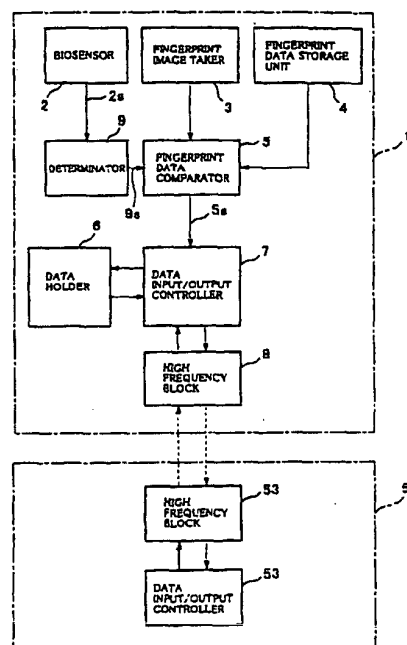 BIOSENSOR
FINGERPRINT
IMAGE TAKER
FINGERPRINT
DATA STORAGE
UNIT
2
2s
3
4
9
5
1
DETERMINATOR
9s
FINGERPRINT
DATA
COMPARATOR
5s
6
7
DATA
HOLDER
DATA
INPUT/OUTPUT
CONTROLLER
8
HIGH
FREQUENCY
BLOCK
53
HIGH
FREQUENCY
BLOCK
53
DATA
INPUT/OUTPUT
CONTROLLER